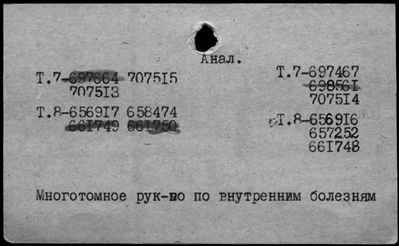 Анал.
Т.7-697664 707515
707513
Т.8-656917 658474
661749 661750
Т.7-697467
698561
707514
Т.8-656916
657252
661748
Многотомное рук-во по внутренним болезням